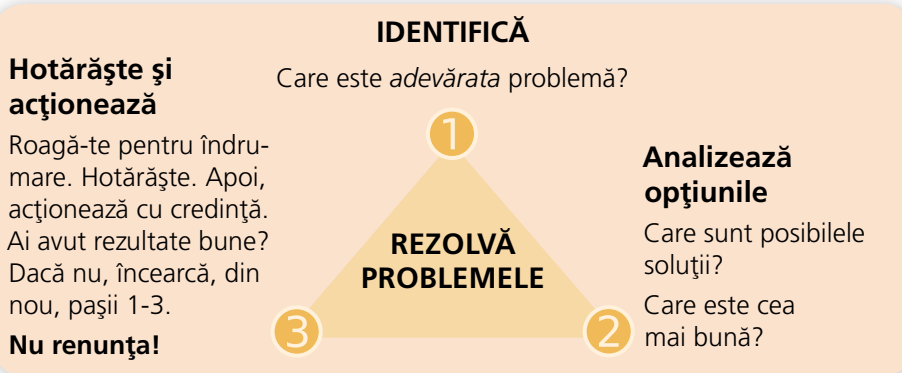 IDENTIFICĂ
Care este adevărata problemă?
1
Analizează
opţiunile
Care sunt posibilele
soluţii?
Care este cea
mai bună?
2
Hotărăşte şi
acţionează
Roagă-te pentru îndru-
mare. Hotărăşte. Apoi,
acţionează cu credinţă.
Ai avut rezultate bune?
Dacă nu, încearcă, din
nou, paşii 1-3.
Nu renunţa!
3
REZOLVĂ
PROBLEMELE